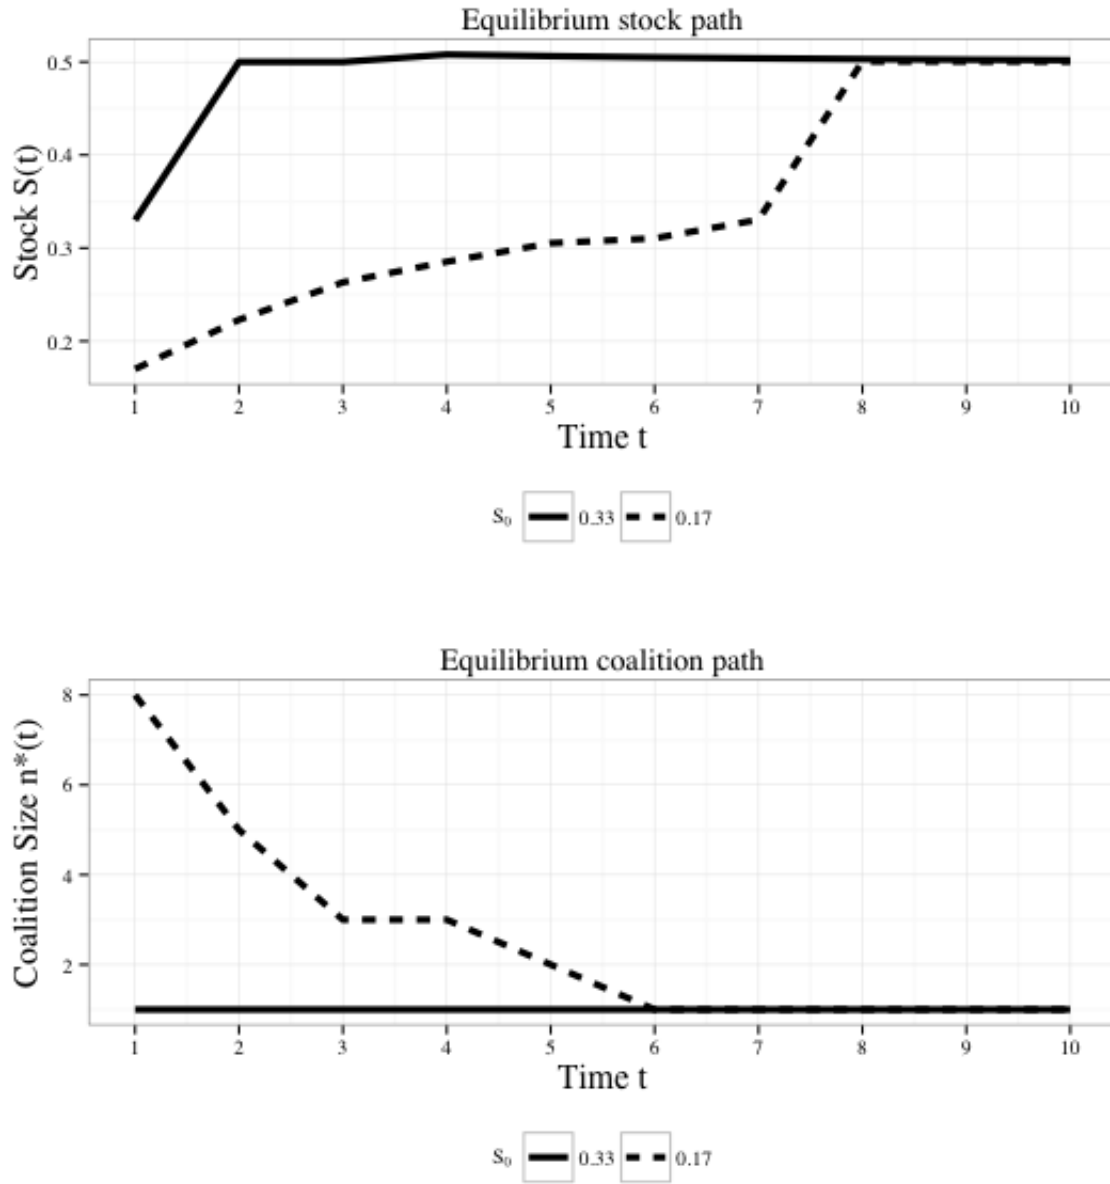 Equilibrium stock path
Stock S(t)
0.5
0.4
0.3
0.2
1 2 3 4 5 6 7 8 9 10
Time t
S₀ 0.33 0.17
Equilibrium coalition path
Coalition Size n*(t)
8
6
4
2
1 2 3 4 5 6 7 8 9 10
Time t
S₀ 0.33 0.17